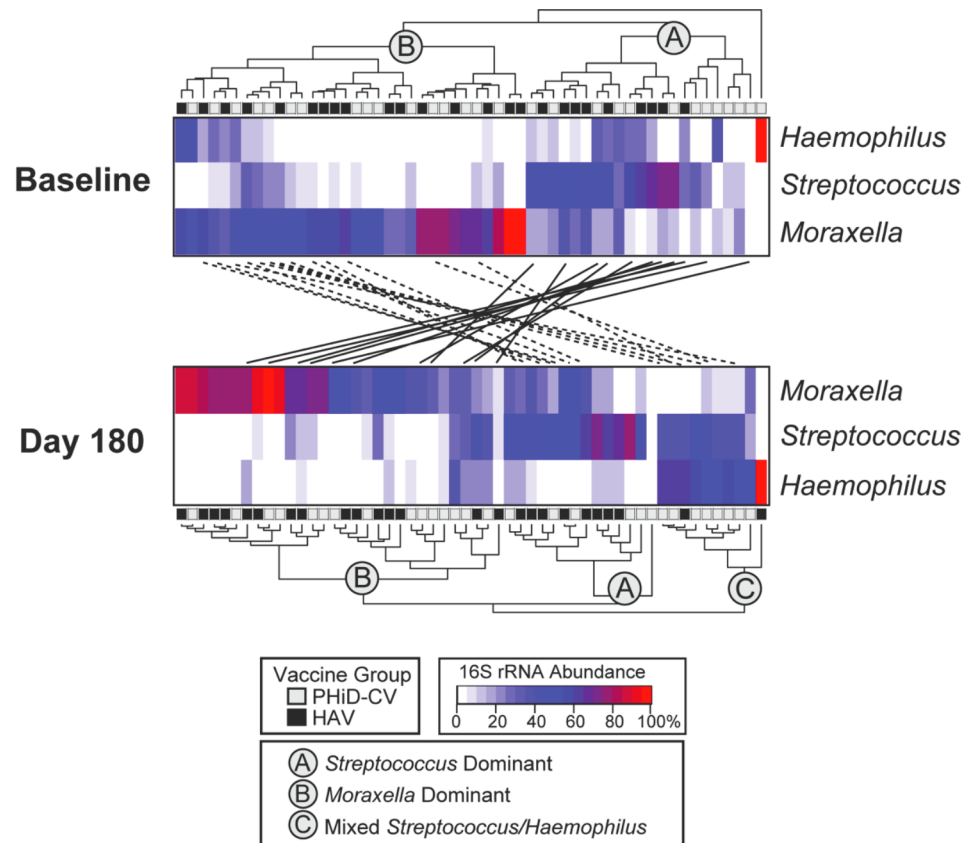 B
A
Haemophilus
Baseline
Streptococcus
Moraxella
Moraxella
Day 180
Streptococcus
Haemophilus
B
A
C
Vaccine Group
PHiD-CV
HAV
16S rRNA Abundance
0 20 40 60 80 100%
A Streptococcus Dominant
B Moraxella Dominant
C Mixed Streptococcus/Haemophilus